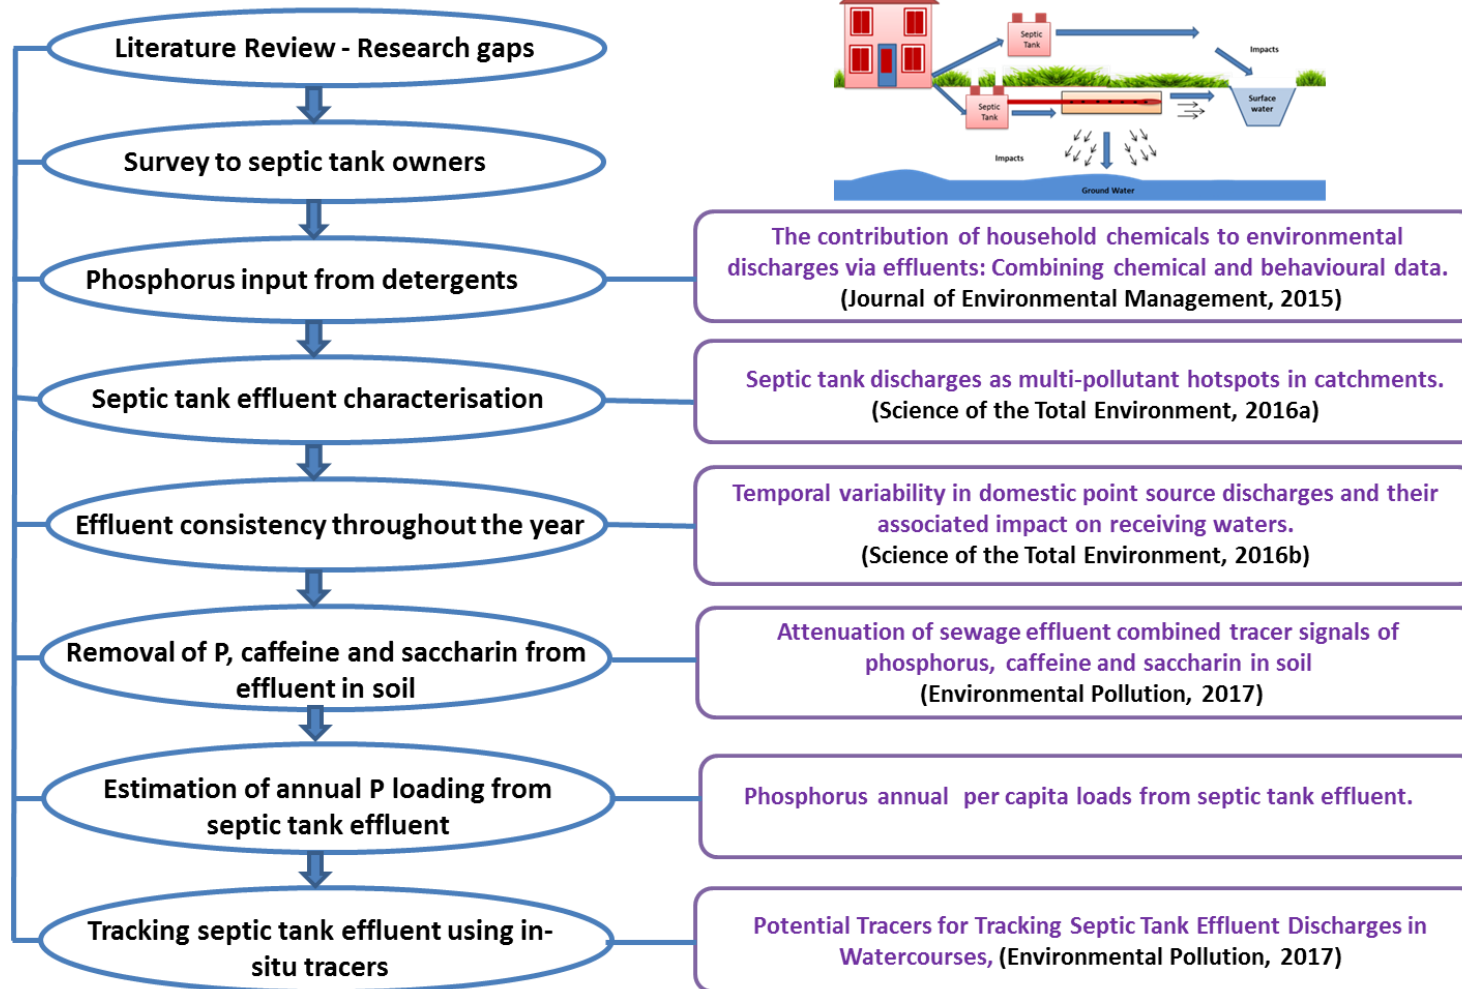 Literature Review - Research gaps
Survey to septic tank owners
Phosphorus input from detergents
Septic tank effluent characterisation
Effluent consistency throughout the year
Removal of P, caffeine and saccharin from
effluent in soil
Estimation of annual P loading from
septic tank effluent
Tracking septic tank effluent using in-
situ tracers
Septic
Tank
Impacts
Septic
Tank
Surface
water
Impacts
Ground Water
The contribution of household chemicals to environmental
discharges via effluents: Combining chemical and behavioural data.
(Journal of Environmental Management, 2015)
Septic tank discharges as multi-pollutant hotspots in catchments.
(Science of the Total Environment, 2016a)
Temporal variability in domestic point source discharges and their
associated impact on receiving waters.
(Science of the Total Environment, 2016b)
Attenuation of sewage effluent combined tracer signals of
phosphorus, caffeine and saccharin in soil
(Environmental Pollution, 2017)
Phosphorus annual per capita loads from septic tank effluent.
Potential Tracers for Tracking Septic Tank Effluent Discharges in
Watercourses, (Environmental Pollution, 2017)